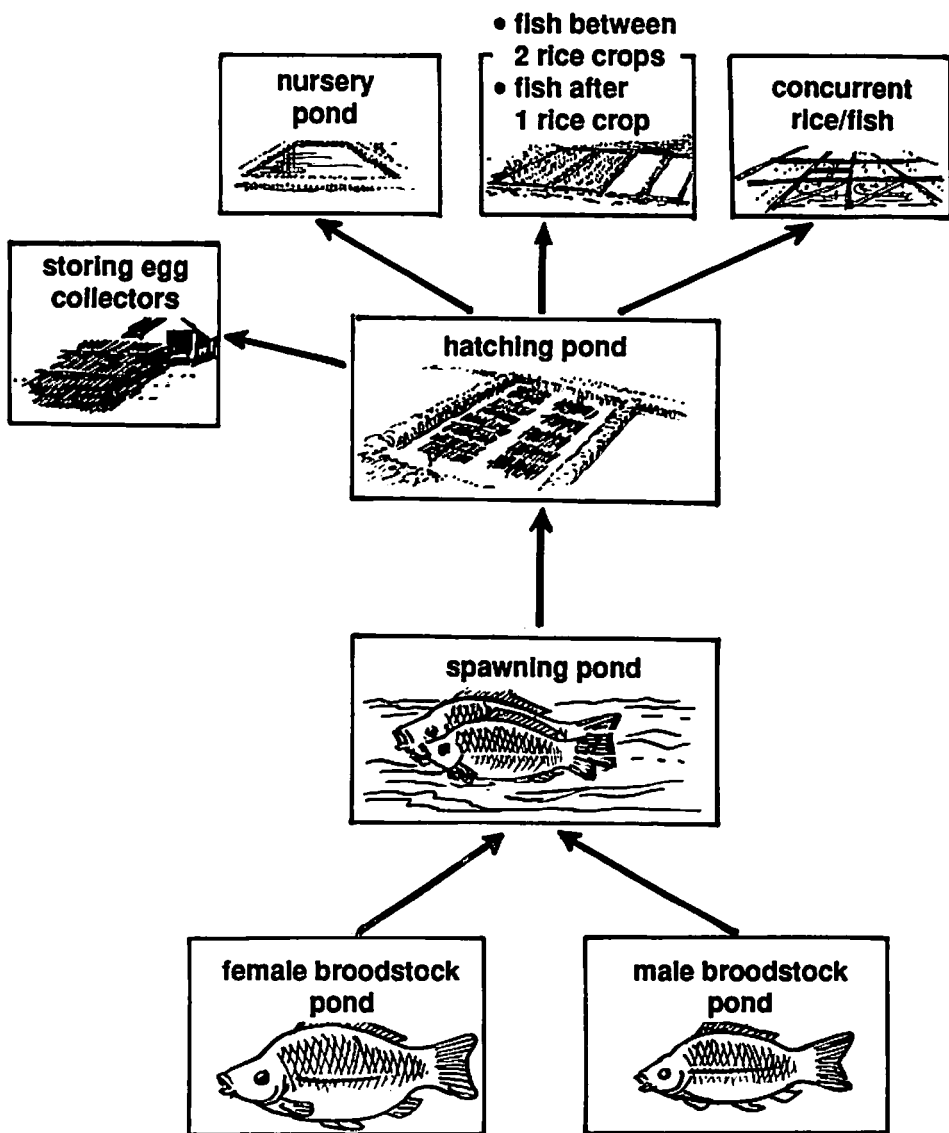 nursery
pond
• fish between
2 rice crops
• fish after
1 rice crop
concurrent
rice/fish
storing egg
collectors
hatching pond
spawning pond
female broodstock
pond
male broodstock
pond